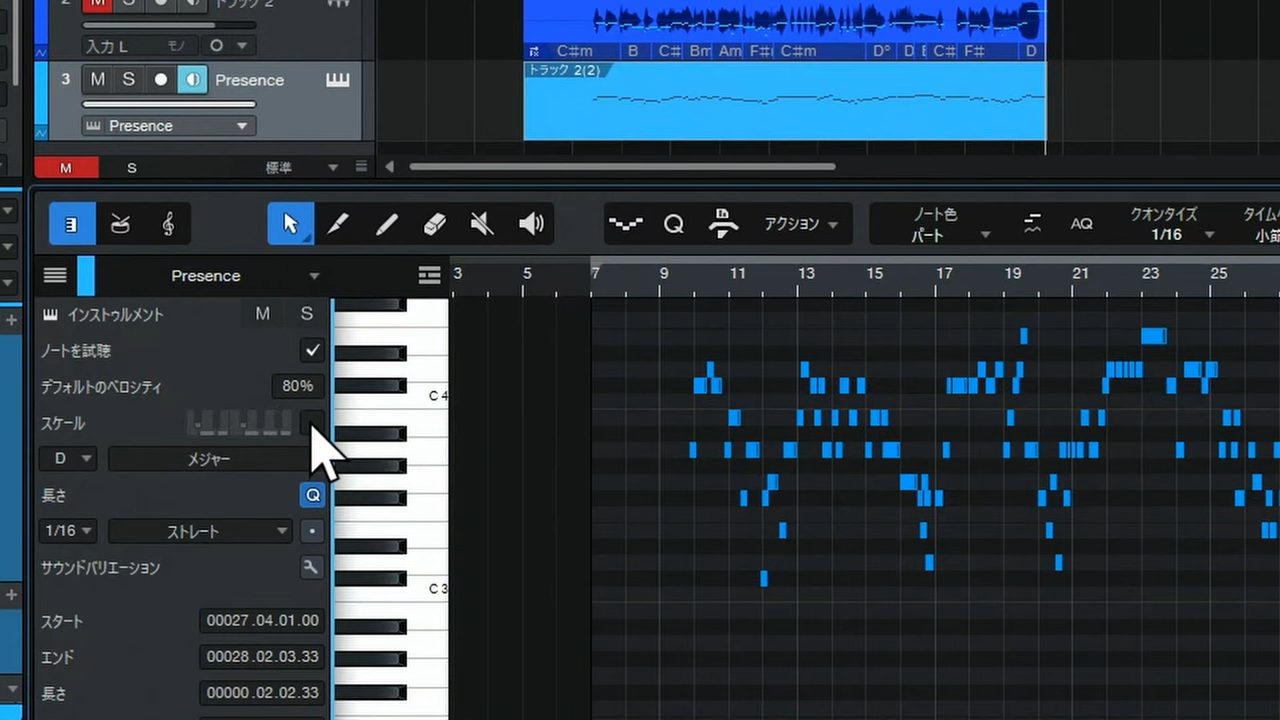 2 M S トラック 2
入力 L モノ
C#m B C# Bm Am F# C#m D° D E C# F# D
3 M S Presence
トラック 2(2)
Presence
M S 標準
Q アクション ノート色 パート AQ クオンタイズ 1/16
Presence
3 5 7 9 11 13 15 17 19 21 23 25
インストゥルメント M S
ノートを試聴
デフォルトのベロシティ 80%
C 4
スケール
D メジャー
長さ Q
1/16 ストレート
サウンドバリエーション
C 3
スタート 00027.04.01.00
エンド 00028.02.03.33
長さ 00000.02.02.33